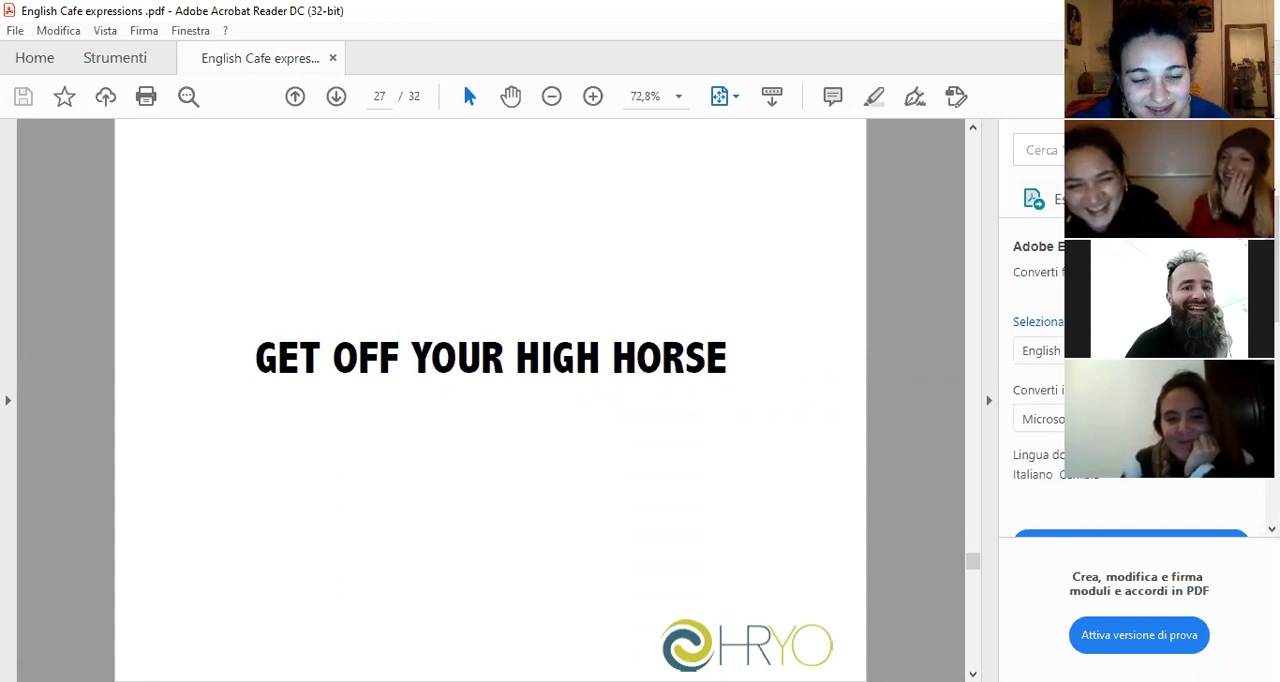 English Cafe expressions .pdf - Adobe Acrobat Reader DC (32-bit)
File Modifica Vista Firma Finestra ?
Home Strumenti English Cafe expres... ×
27 / 32 72,8%
Cerca
Es
GET OFF YOUR HIGH HORSE
Adobe E
Converti f
Seleziona
English
Converti i
Microso
Lingua do
Italiano
Crea, modifica e firma
moduli e accordi in PDF
Attiva versione di prova
HRYO